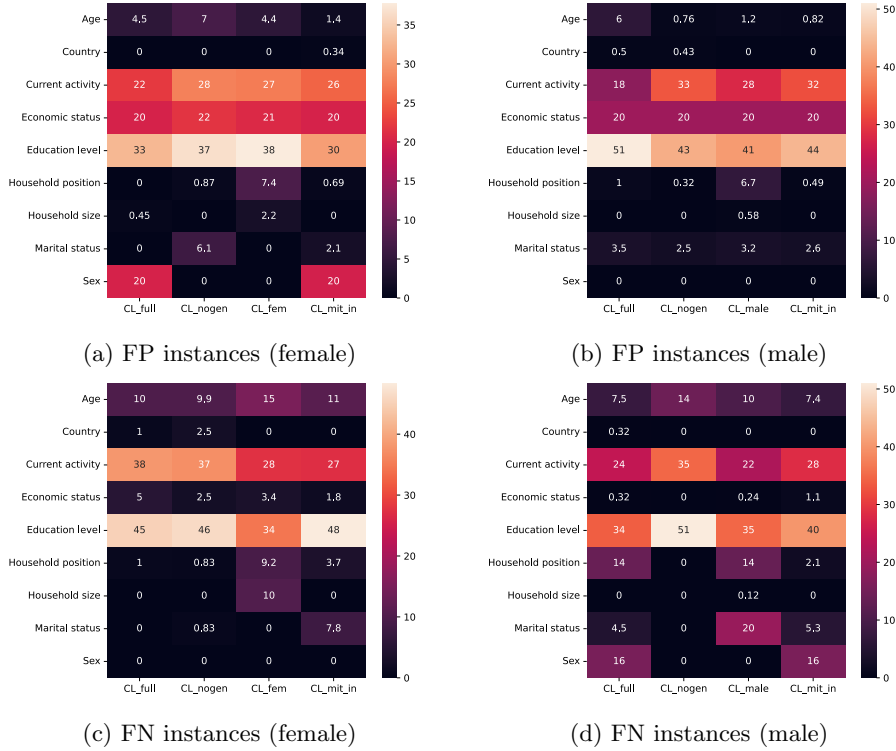 Age 4,5 7 4,4 1,4
Country 0 0 0 0.34
Current activity 22 28 27 26
Economic status 20 22 21 20
Education level 33 37 38 30
Household position 0 0.87 7.4 0.69
Household size 0.45 0 2.2 0
Marital status 0 6.1 0 2.1
Sex 20 0 0 20
CL_full CL_nogen CL_fem CL_mit_in
35
30
25
20
15
10
5
0
(a) FP instances (female)
Age 6 0.76 1.2 0.82
Country 0.5 0.43 0 0
Current activity 18 33 28 32
Economic status 20 20 20 20
Education level 51 43 41 44
Household position 1 0.32 6.7 0.49
Household size 0 0 0.58 0
Marital status 3.5 2.5 3.2 2.6
Sex 0 0 0 0
CL_full CL_nogen CL_male CL_mit_in
50
40
30
20
10
0
(b) FP instances (male)
Age 10 9,9 15 11
Country 1 2.5 0 0
Current activity 38 37 28 27
Economic status 5 2.5 3.4 1.8
Education level 45 46 34 48
Household position 1 0.83 9.2 3.7
Household size 0 0 10 0
Marital status 0 0.83 0 7.8
Sex 0 0 0 0
CL_full CL_nogen CL_fem CL_mit_in
40
30
20
10
0
(c) FN instances (female)
Age 7,5 14 10 7,4
Country 0.32 0 0 0
Current activity 24 35 22 28
Economic status 0.32 0 0.24 1.1
Education level 34 51 35 40
Household position 14 0 14 2.1
Household size 0 0 0.12 0
Marital status 4.5 0 20 5.3
Sex 16 0 0 16
CL_full CL_nogen CL_male CL_mit_in
50
40
30
20
10
0
(d) FN instances (male)